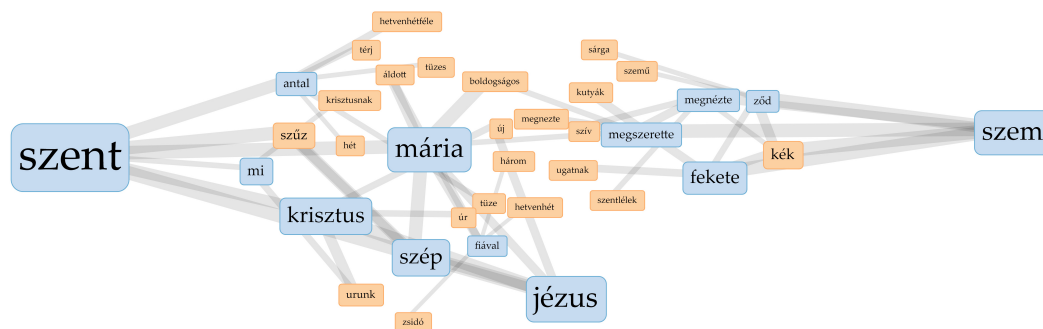 hetvenhétféle
térj
sárga
tüzes
szemű
áldott
boldogságos
antal
kutyák
krisztusnak
megnézte
ződ
megnezte
új
szív
szűz
megszerette
szem
hét
mária
szent
kék
három
mi
ugatnak
fekete
szentlélek
tüze
hetvenhét
krisztus
úr
fiával
szép
urunk
jézus
zsidó